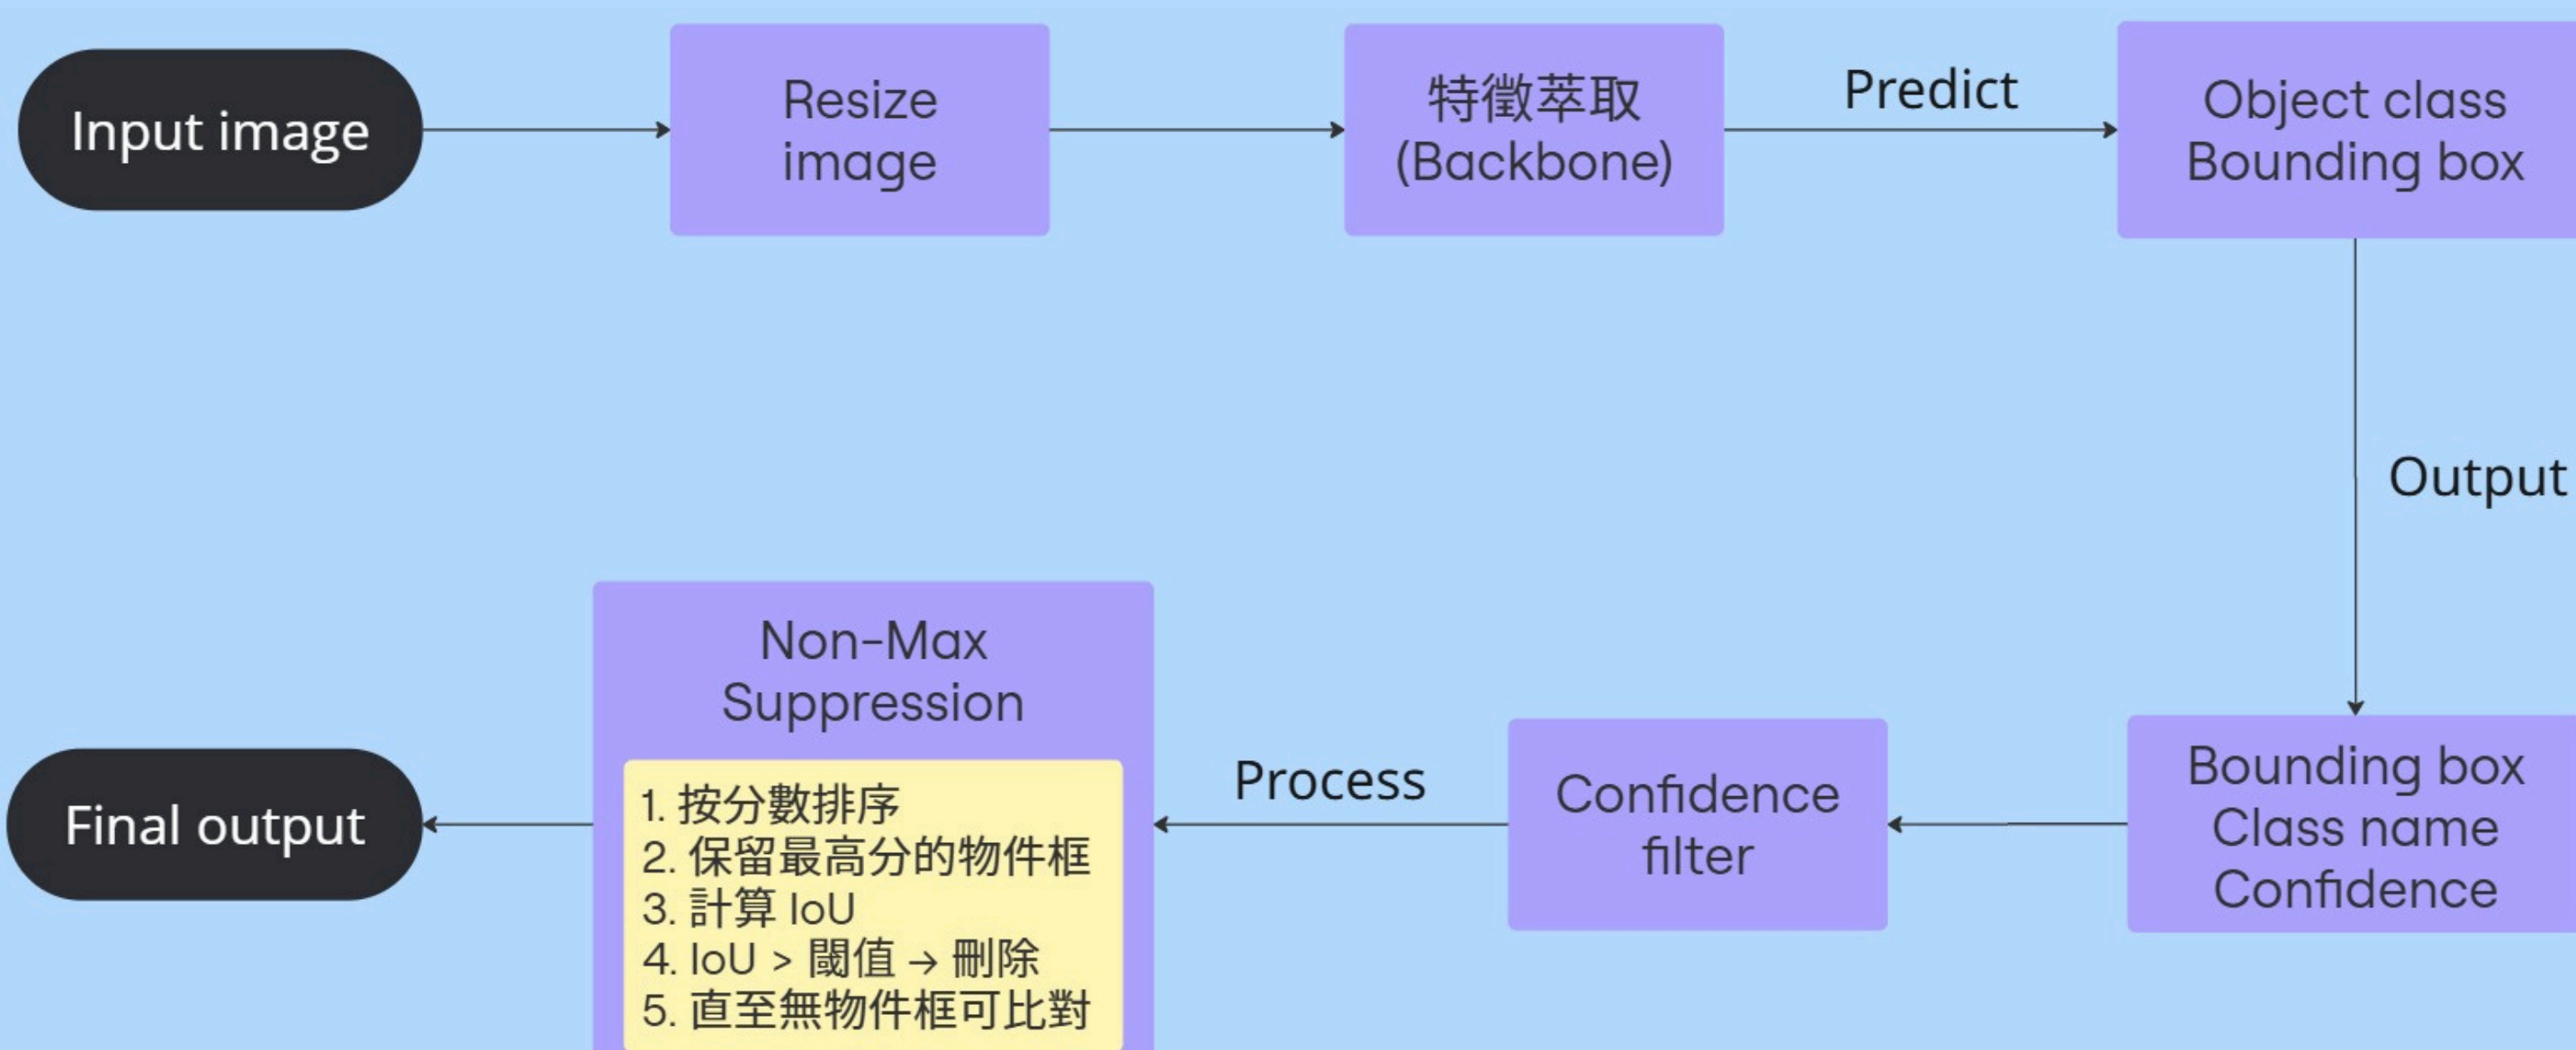 Input image
Resize
image
特徵萃取
(Backbone)
Predict
Object class
Bounding box
Output
Bounding box
Class name
Confidence
Confidence
filter
Process
Non-Max
Suppression
1. 按分數排序
2. 保留最高分的物件框
3. 計算 IoU
4. IoU > 閾值 → 刪除
5. 直至無物件框可比對
Final output